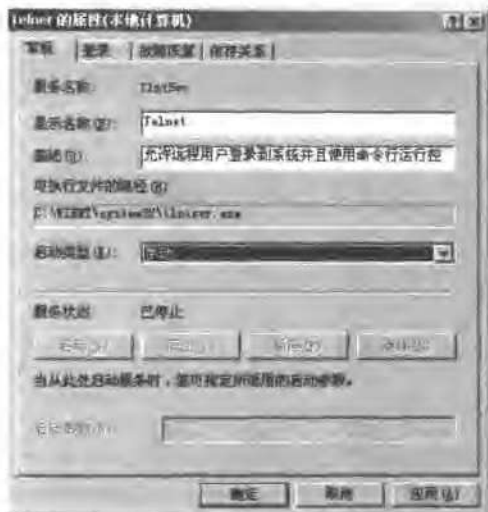 Telnet 的属性(本地计算机)
常规 登录 故障恢复 依存关系
服务名称: TlntSvr
显示名称(N): Telnet
描述(D): 允许远程用户登录到系统并且使用命令行运行控
可执行文件的路径(H)
C:\WINNT\system32\tlntsvr.exe
启动类型(E):
服务状态 已停止
当从此处启动服务时，您可指定所适用的启动参数。
确定 取消 应用(A)